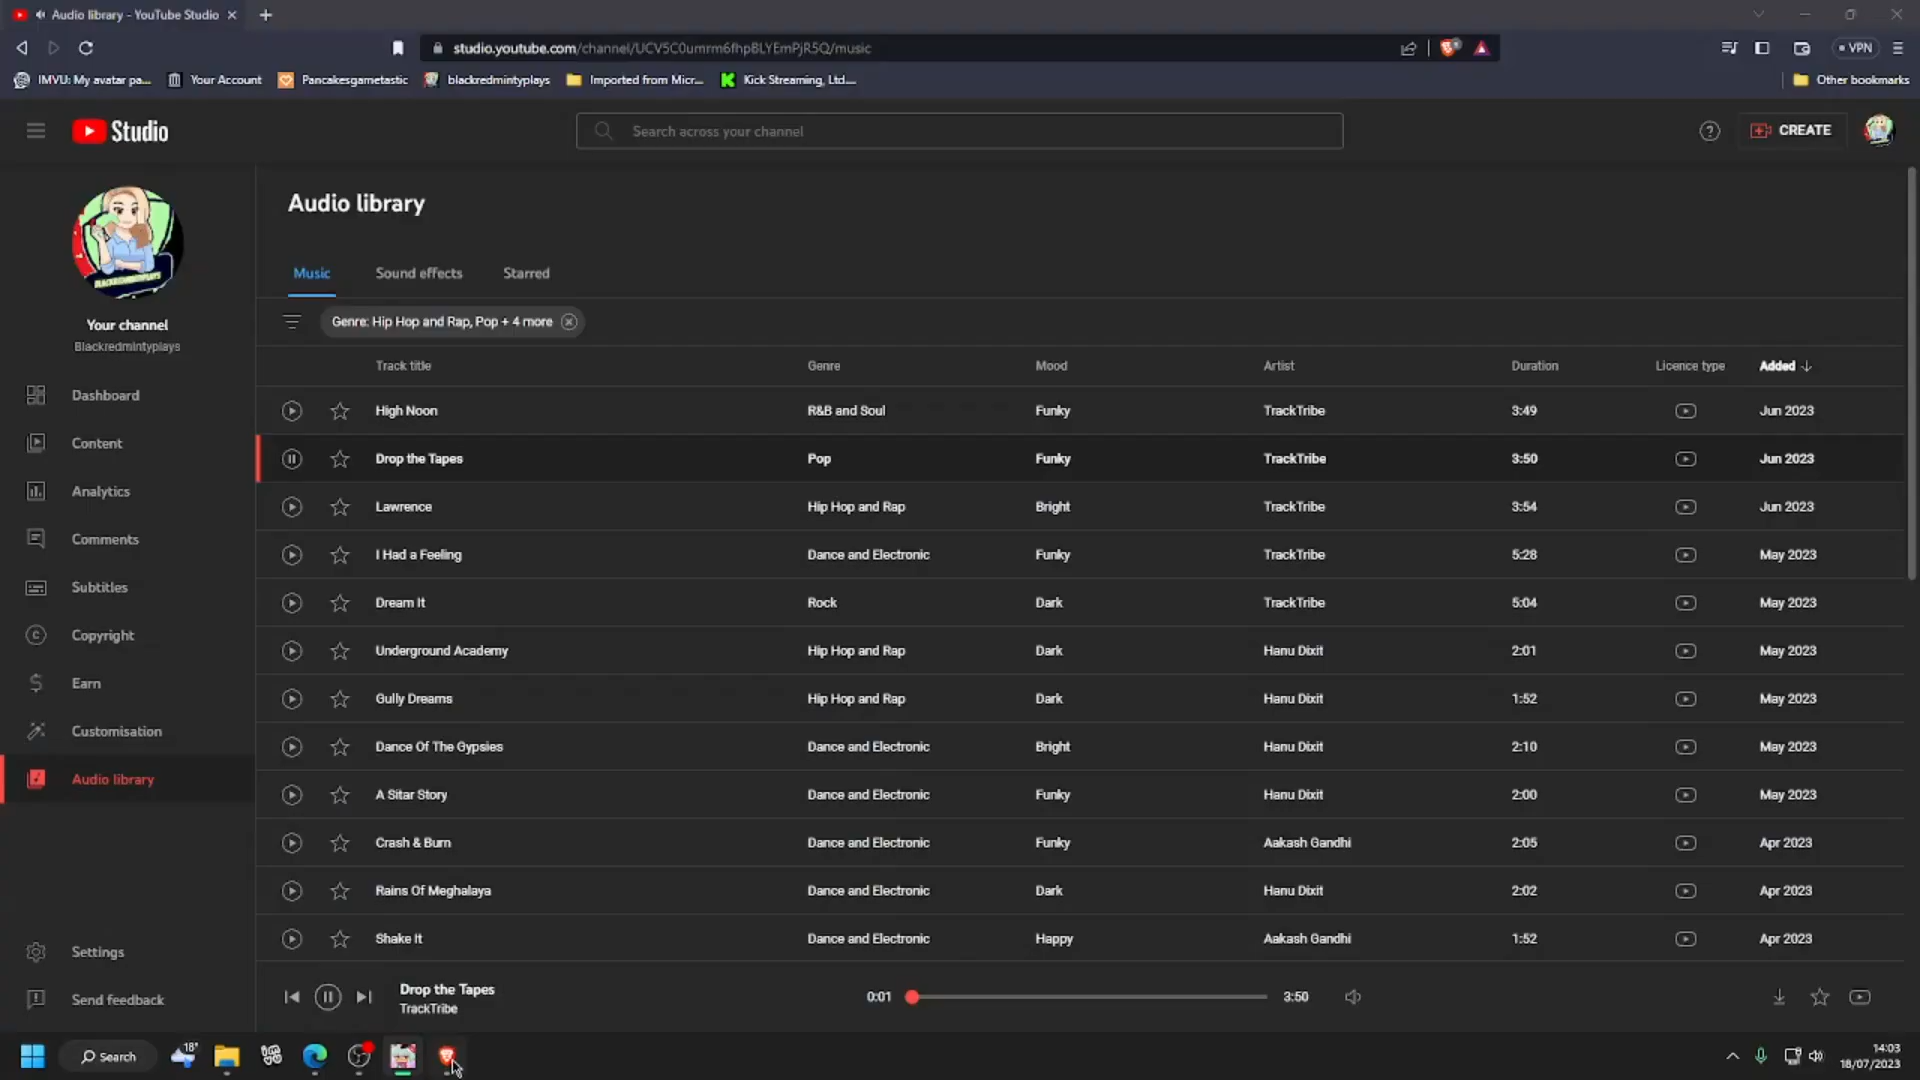 Audio library - YouTube Studio
studio.youtube.com/channel/UCV5C0umrm6fhpBLYEmPjR5Q/music
VPN
IMVU: My avatar pa...
Your Account
Pancakesgametastic
blackredmintyplays
Imported from Micr...
Kick Streaming, Ltd....
Other bookmarks
Studio
Search across your channel
CREATE
Audio library
Music
Sound effects
Starred
Genre: Hip Hop and Rap, Pop + 4 more
Your channel
Blackredmintyplays
Dashboard
Content
Analytics
Comments
Subtitles
Copyright
Earn
Customisation
Audio library
Settings
Send feedback
Track title Genre Mood Artist Duration Licence type Added
High Noon R&B and Soul Funky TrackTribe 3:49 Jun 2023
Drop the Tapes Pop Funky TrackTribe 3:50 Jun 2023
Lawrence Hip Hop and Rap Bright TrackTribe 3:54 Jun 2023
I Had a Feeling Dance and Electronic Funky TrackTribe 5:28 May 2023
Dream It Rock Dark TrackTribe 5:04 May 2023
Underground Academy Hip Hop and Rap Dark Hanu Dixit 2:01 May 2023
Gully Dreams Hip Hop and Rap Dark Hanu Dixit 1:52 May 2023
Dance Of The Gypsies Dance and Electronic Bright Hanu Dixit 2:10 May 2023
A Sitar Story Dance and Electronic Funky Hanu Dixit 2:00 May 2023
Crash & Burn Dance and Electronic Funky Aakash Gandhi 2:05 Apr 2023
Rains Of Meghalaya Dance and Electronic Dark Hanu Dixit 2:02 Apr 2023
Shake It Dance and Electronic Happy Aakash Gandhi 1:52 Apr 2023
Drop the Tapes
TrackTribe
0:01
3:50
Search
18°
14:03
18/07/2023